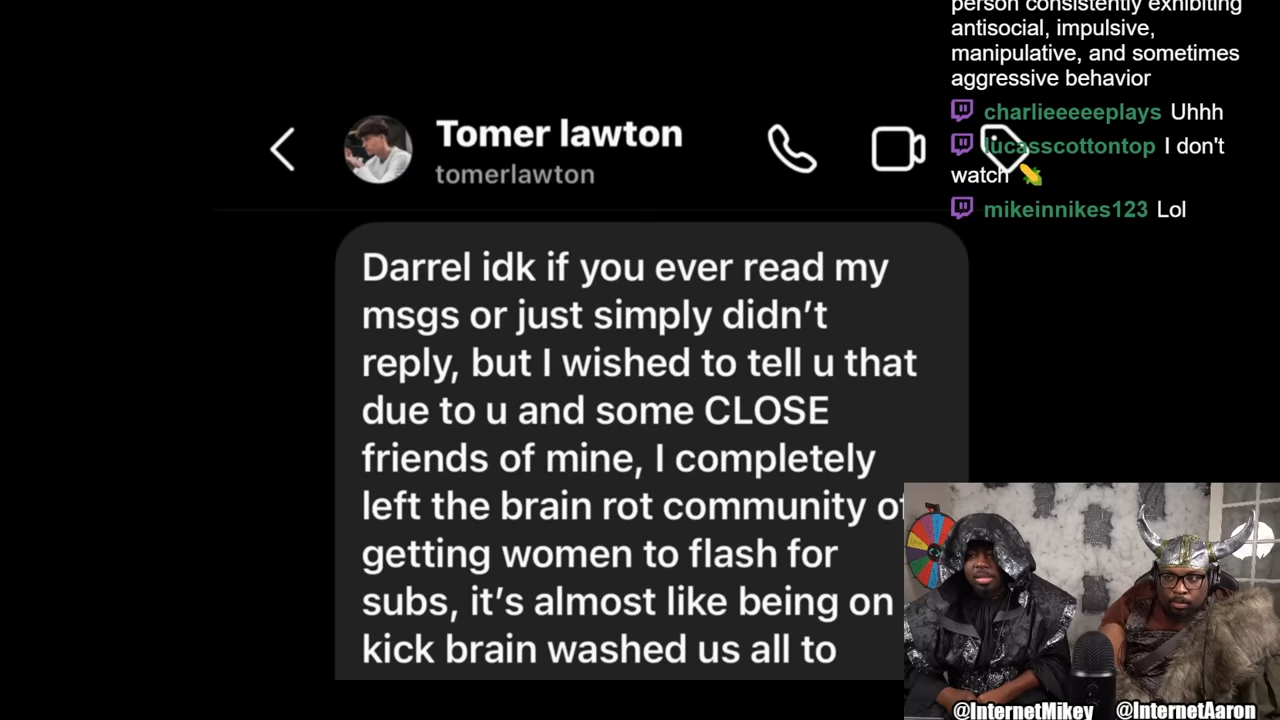 person consistently exhibiting
antisocial, impulsive,
manipulative, and sometimes
aggressive behavior
charlieeeeeplays Uhhh
lucasscottontop I don't
watch 🌽
mikeinnikes123 Lol
Tomer lawton
tomerlawton
Darrel idk if you ever read my
msgs or just simply didn't
reply, but I wished to tell u that
due to u and some CLOSE
friends of mine, I completely
left the brain rot community of
getting women to flash for
subs, it's almost like being on
kick brain washed us all to
@InternetMikey
@InternetAaron